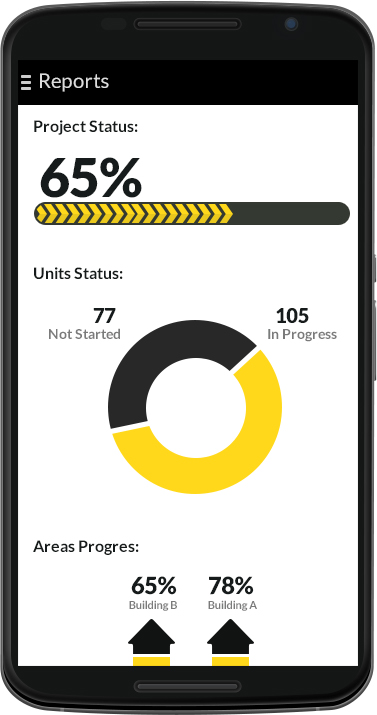 Reports
Project Status:
65%
Units Status:
77
Not Started
105
In Progress
Areas Progres:
65%
Building B
78%
Building A